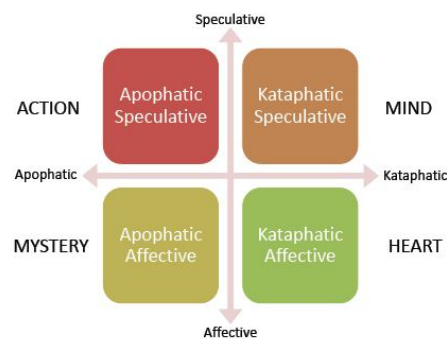 Speculative
ACTION
Apophatic
Speculative
Kataphatic
Speculative
MIND
Apophatic
Kataphatic
MYSTERY
Apophatic
Affective
Kataphatic
Affective
HEART
Affective